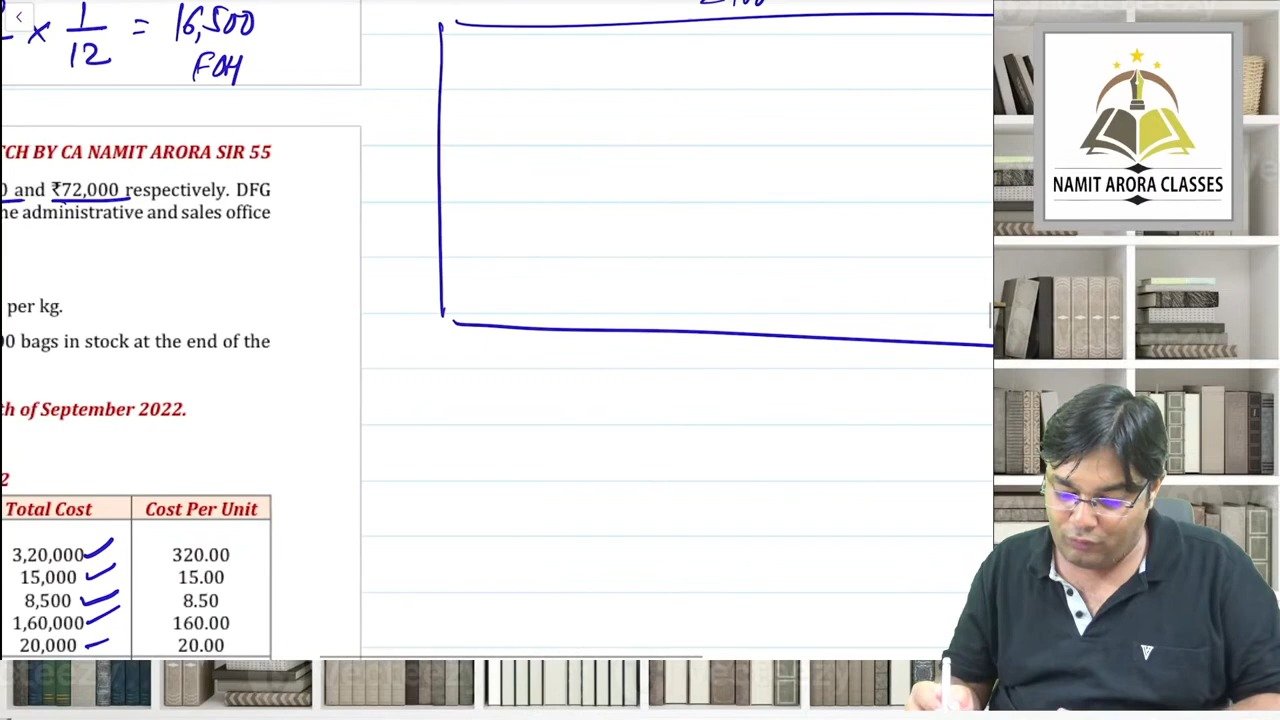 × 1/12 = 16,500
FOH
TCH BY CA NAMIT ARORA SIR 55
0 and ₹72,000 respectively. DFG
he administrative and sales office
per kg.
00 bags in stock at the end of the
th of September 2022.
2
Total Cost Cost Per Unit
3,20,000 320.00
15,000 15.00
8,500 8.50
1,60,000 160.00
20,000 20.00
NAMIT ARORA CLASSES